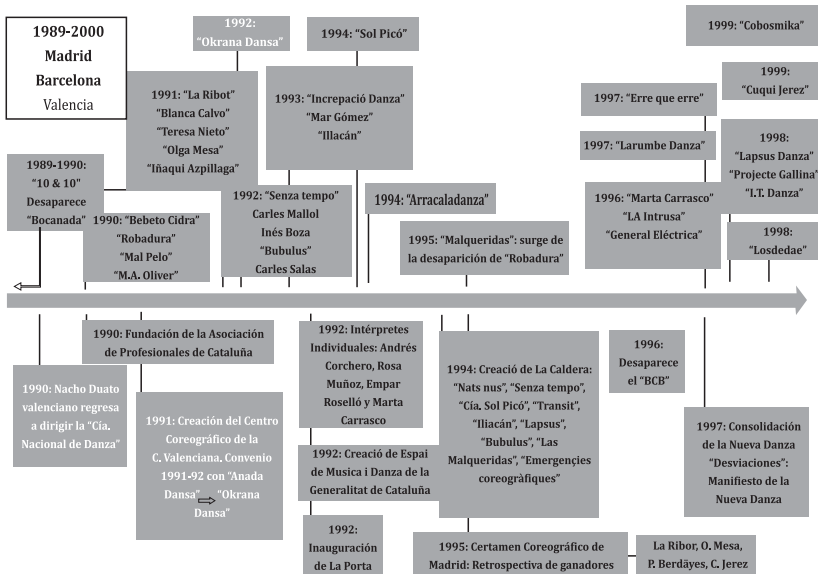 1989-2000
Madrid
Barcelona
Valencia
1992:
“Okrana Dansa”
1994: “Sol Picó”
1999: “Cobosmika”
1991: “La Ribot”
“Blanca Calvo”
“Teresa Nieto”
“Olga Mesa”
“Iñaqui Azpillaga”
1993: “Increpació Danza”
“Mar Gómez”
“Illacán”
1997: “Erre que erre”
1999:
“Cuqui Jerez”
1997: “Larumbe Danza”
1998:
“Lapsus Danza”
“Projecte Gallina”
“I.T. Danza”
1989-1990:
“10 & 10”
Desaparece
“Bocanada”
1990: “Bebeto Cidra”
“Robadura”
“Mal Pelo”
“M.A. Oliver”
1992: “Senza tempo”
Carles Mallol
Inés Boza
“Bubulus”
Carles Salas
1994: “Arracaladanza”
1995: “Malqueridas”: surge de
la desaparición de “Robadura”
1996: “Marta Carrasco”
“LA Intrusa”
“General Eléctrica”
1998:
“Losdedae”
1990: Fundación de la Asociación
de Profesionales de Cataluña
1990: Nacho Duato
valenciano regresa
a dirigir la “Cía.
Nacional de Danza”
1991: Creación del Centro
Coreográfico de la
C. Valenciana. Convenio
1991-92 con “Anada
Dansa” ⇒ “Okrana
Dansa”
1992: Intérpretes
Individuales: Andrés
Corchero, Rosa
Muñoz, Empar
Roselló y Marta
Carrasco
1992: Creació de Espai
de Musica i Danza de la
Generalitat de Cataluña
1992:
Inauguración
de La Porta
1994: Creació de La Caldera:
“Nats nus”, “Senza tempo”,
“Cía. Sol Picó”, “Transit”,
“Iliacán”, “Lapsus”,
“Bubulus”, “Las
Malqueridas”, “Emergençies
coreogràfiques”
1995: Certamen Coreográfico de
Madrid: Retrospectiva de ganadores
La Ribor, O. Mesa,
P. Berdäyes, C. Jerez
1996:
Desaparece
el “BCB”
1997: Consolidación
de la Nueva Danza
“Desviaciones”:
Manifiesto de la
Nueva Danza